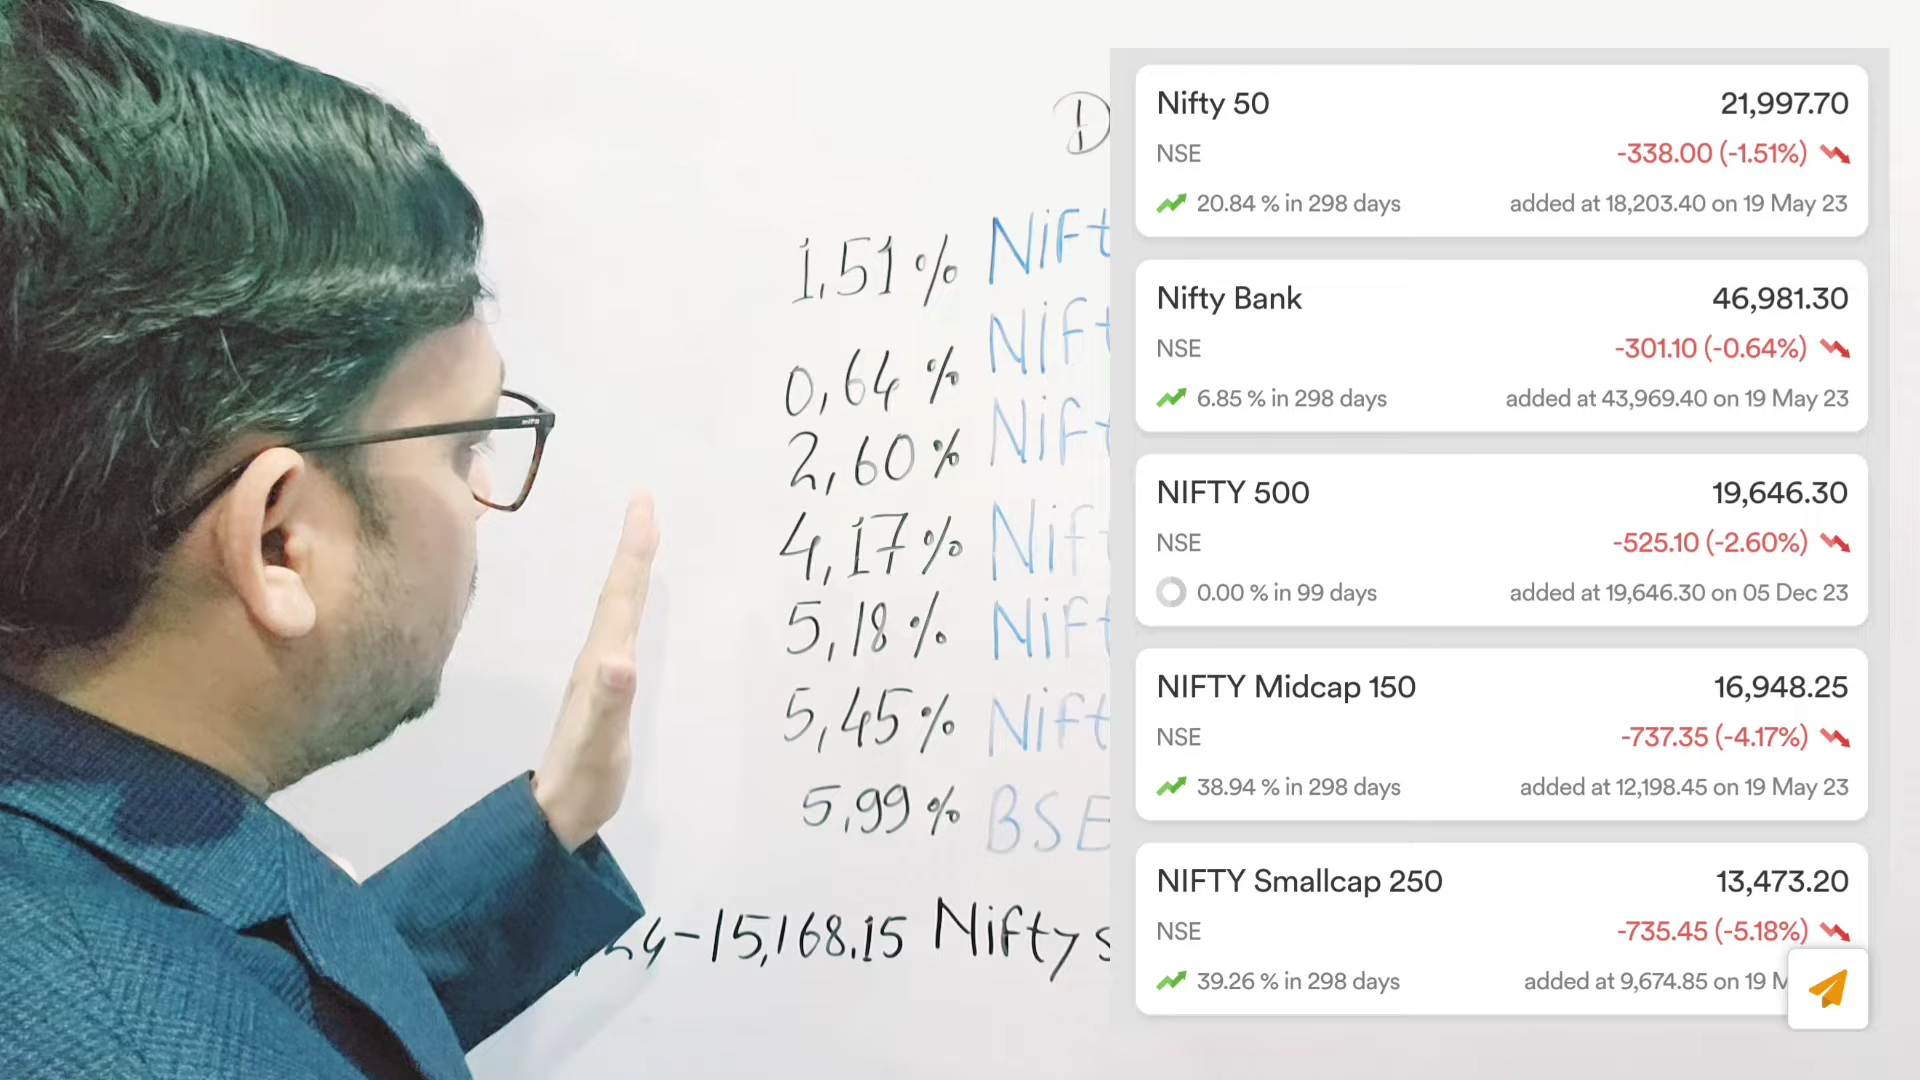 D
1,51% Nift
0,64% Nift
2,60% Nift
4,17% Nif
5,18% Nift
5,45% Nift
5,99% BSE
24-15,168.15 Nifty s
Nifty 50 21,997.70
NSE -338.00 (-1.51%)
20.84 % in 298 days added at 18,203.40 on 19 May 23
Nifty Bank 46,981.30
NSE -301.10 (-0.64%)
6.85 % in 298 days added at 43,969.40 on 19 May 23
NIFTY 500 19,646.30
NSE -525.10 (-2.60%)
0.00 % in 99 days added at 19,646.30 on 05 Dec 23
NIFTY Midcap 150 16,948.25
NSE -737.35 (-4.17%)
38.94 % in 298 days added at 12,198.45 on 19 May 23
NIFTY Smallcap 250 13,473.20
NSE -735.45 (-5.18%)
39.26 % in 298 days added at 9,674.85 on 19 M